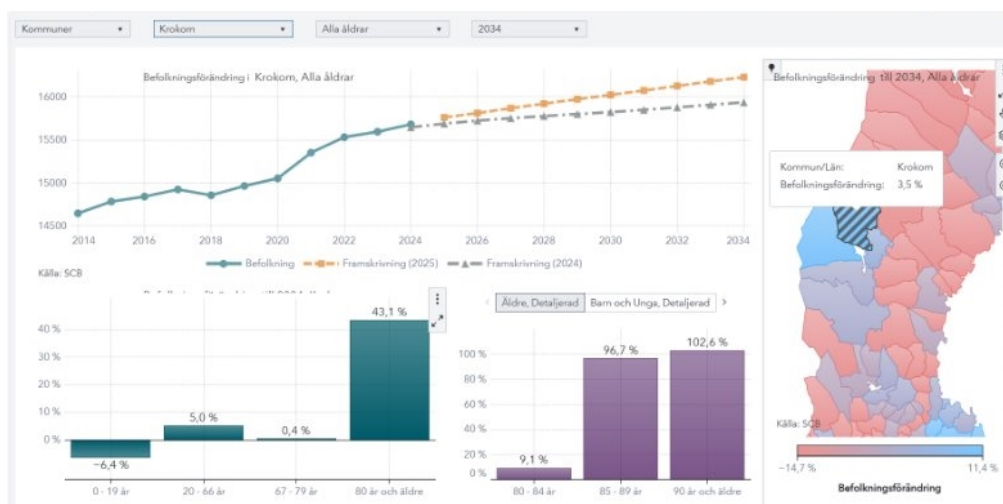 Kommuner
Krokom
Alla åldrar
2034
Befolkningsförändring i Krokom, Alla åldrar
16000
15500
15000
14500
2014
2016
2018
2020
2022
2024
2026
2028
2030
2032
2034
Befolkning
Framskrivning (2025)
Framskrivning (2024)
Källa: SCB
40 %
30 %
20 %
10 %
0 %
−6,4 %
5,0 %
0,4 %
43,1 %
0 - 19 år
20 - 66 år
67 - 79 år
80 år och äldre
Äldre, Detaljerad
Barn och Unga, Detaljerad
100 %
80 %
60 %
40 %
20 %
0 %
9,1 %
96,7 %
102,6 %
80 - 84 år
85 - 89 år
90 år och äldre
Befolkningsförändring till 2034, Alla åldrar
Kommun/Län: Krokom
Befolkningsförändring: 3,5 %
Källa: SCB
−14,7 %
11,4 %
Befolkningsförändring